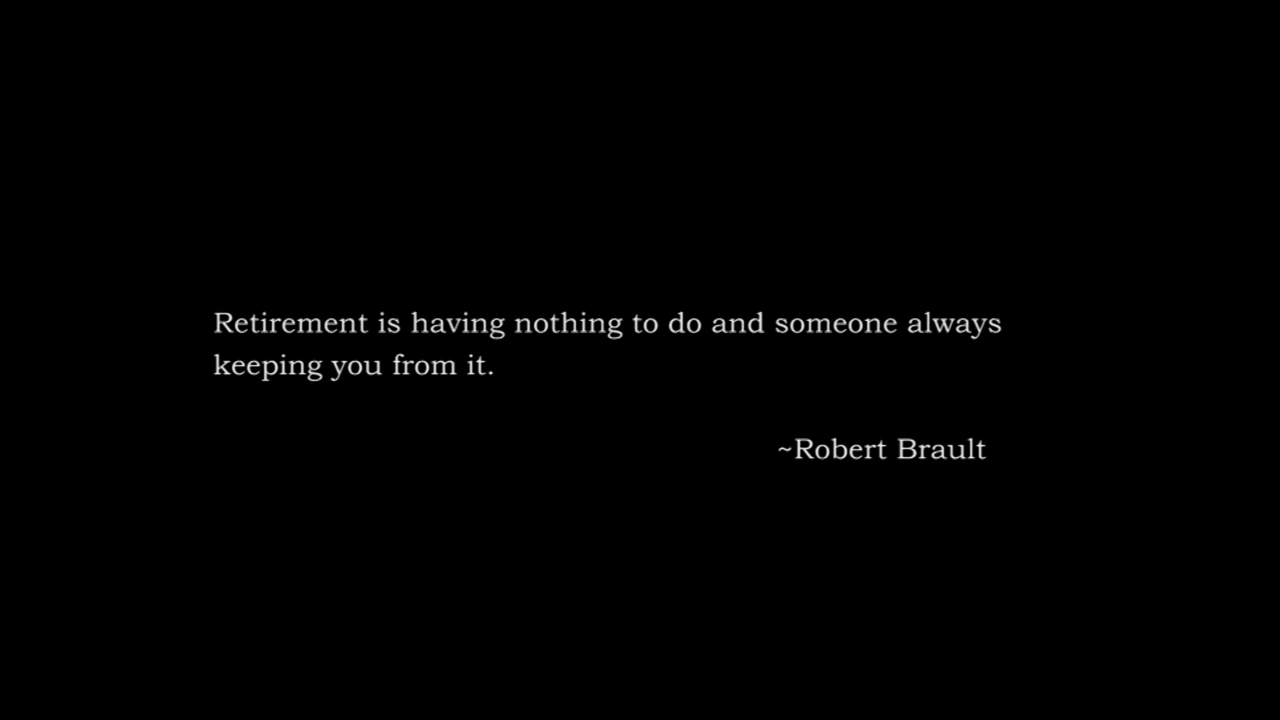 Retirement is having nothing to do and someone always
keeping you from it.
~Robert Brault